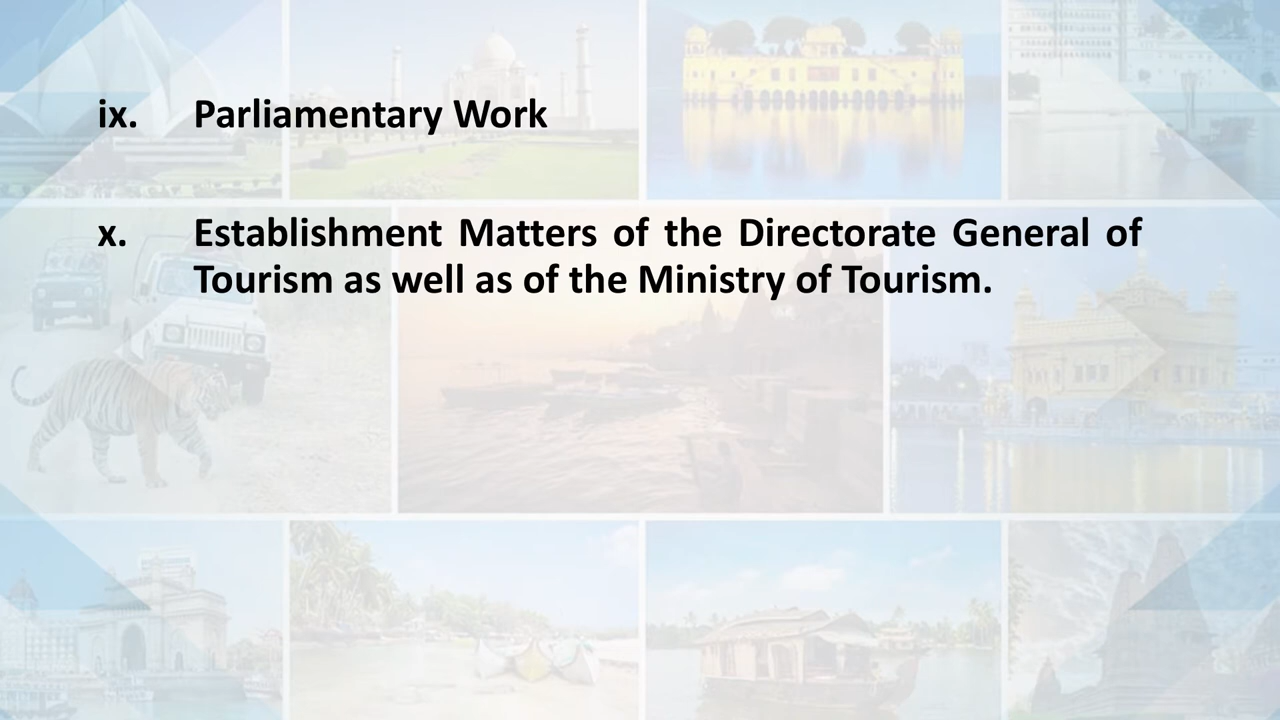 ix. Parliamentary Work
x. Establishment Matters of the Directorate General of
Tourism as well as of the Ministry of Tourism.